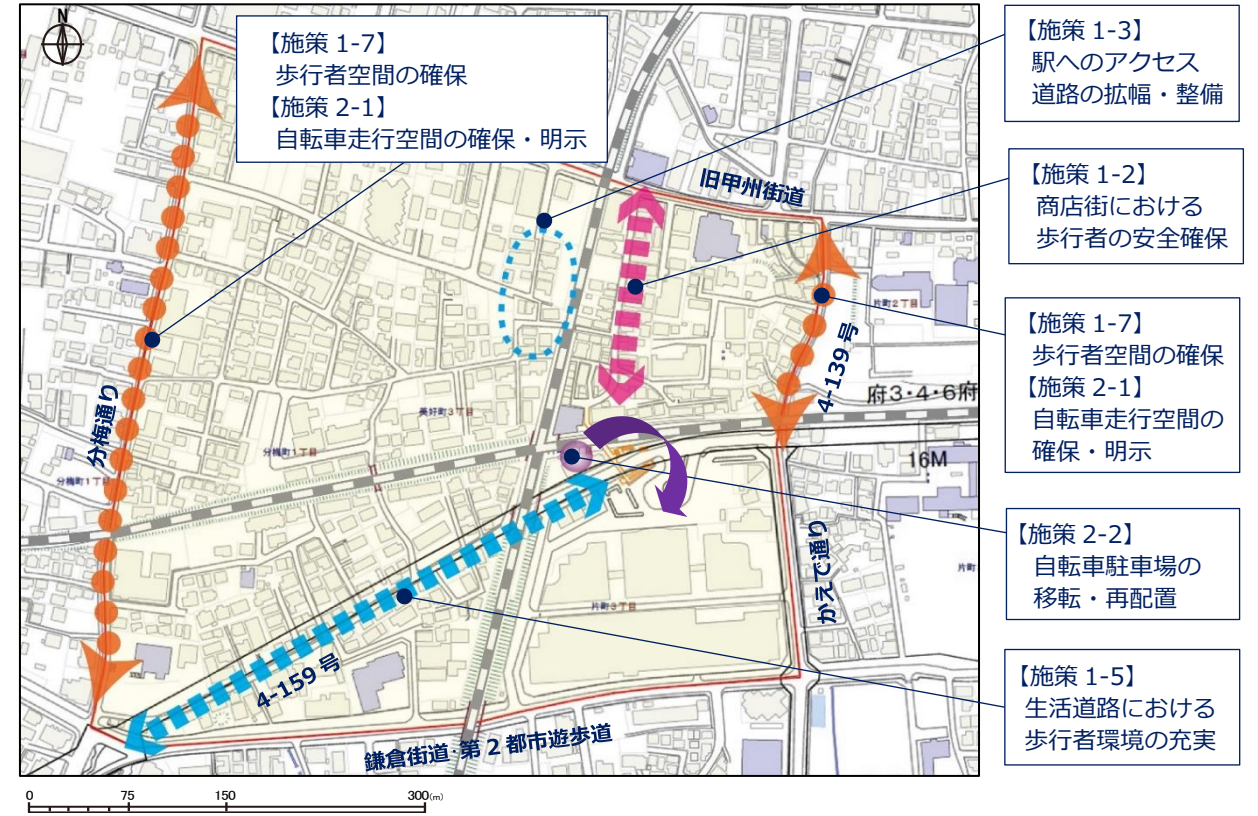 N
【施策 1-7】
歩行者空間の確保
【施策 2-1】
自転車走行空間の確保・明示
【施策 1-3】
駅へのアクセス
道路の拡幅・整備
【施策 1-2】
商店街における
歩行者の安全確保
【施策 1-7】
歩行者空間の確保
【施策 2-1】
自転車走行空間の
確保・明示
【施策 2-2】
自転車駐車場の
移転・再配置
【施策 1-5】
生活道路における
歩行者環境の充実
旧甲州街道
片町2丁目
4-139 号
府3・4・6府
16M
分梅通り
美好町3丁目
分梅町1丁目
分梅町1丁目
かえで通り
片町
片町3丁目
4-159 号
鎌倉街道・第 2 都市遊歩道
0 75 150 300(m)